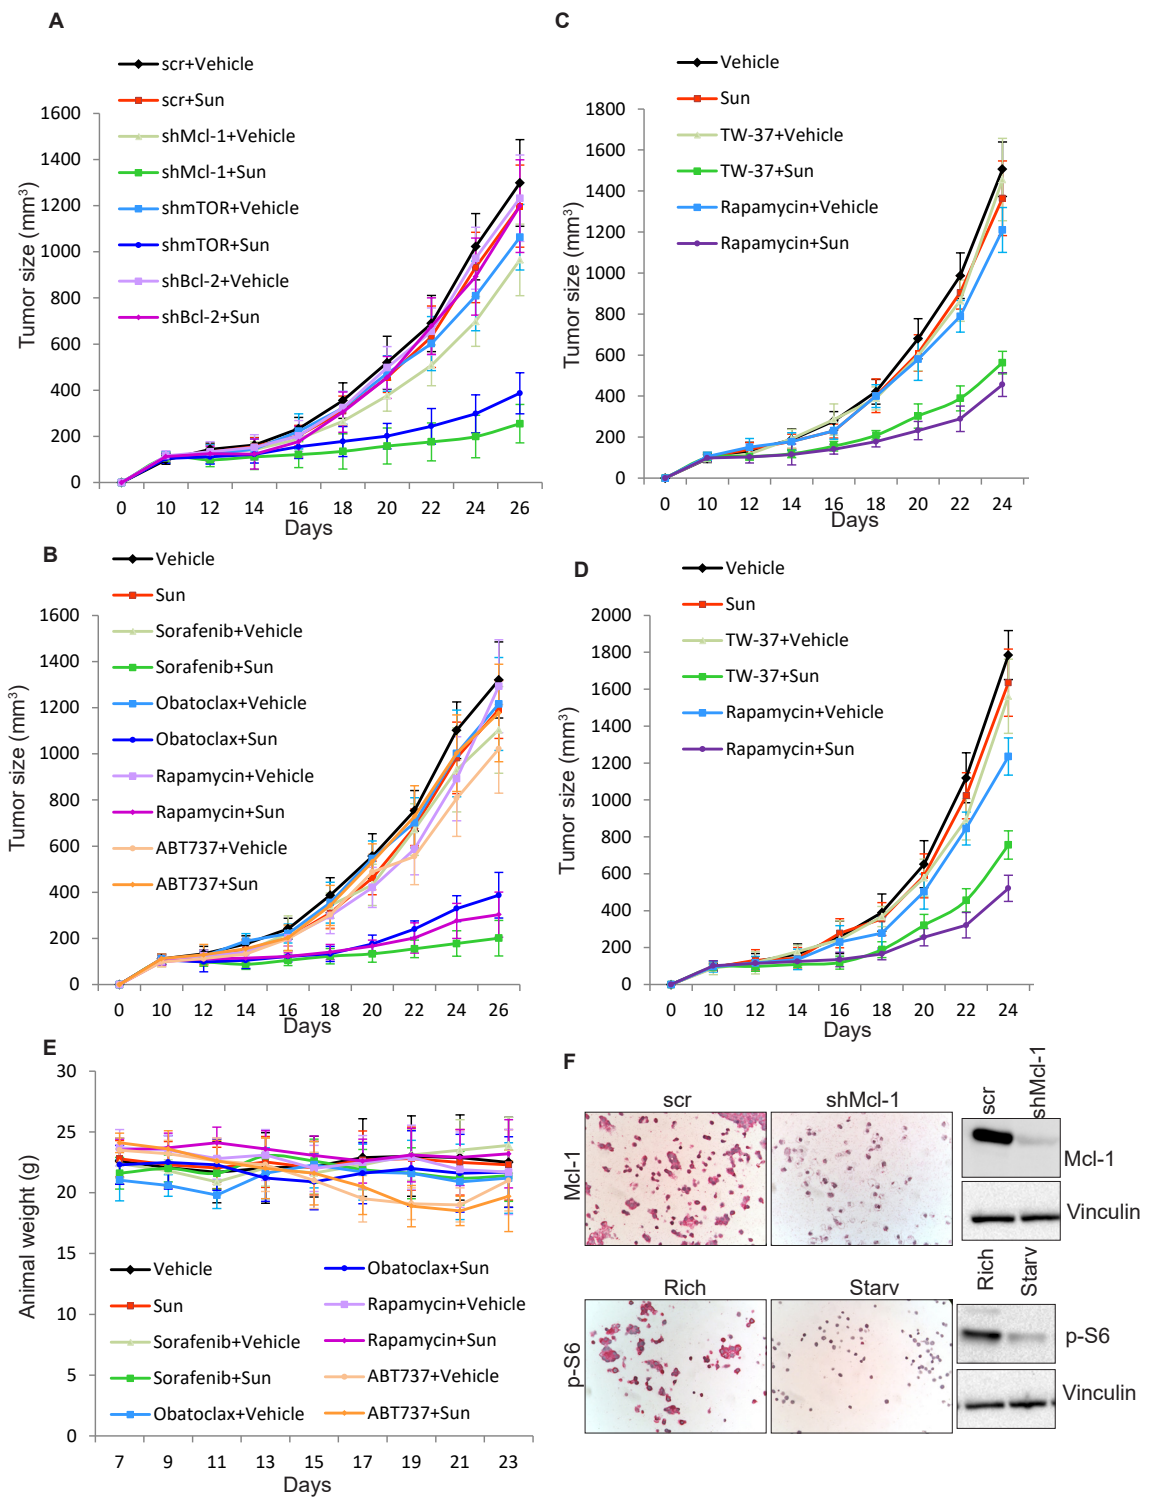 A
scr+Vehicle
scr+Sun
shMcl-1+Vehicle
shMcl-1+Sun
shmTOR+Vehicle
shmTOR+Sun
shBcl-2+Vehicle
shBcl-2+Sun
Tumor size (mm³)
1600
1400
1200
1000
800
600
400
200
0
0 10 12 14 16 18 20 22 24 26
Days
C
Vehicle
Sun
TW-37+Vehicle
TW-37+Sun
Rapamycin+Vehicle
Rapamycin+Sun
Tumor size (mm³)
1800
1600
1400
1200
1000
800
600
400
200
0
0 10 12 14 16 18 20 22 24
Days
B
Vehicle
Sun
Sorafenib+Vehicle
Sorafenib+Sun
Obatoclax+Vehicle
Obatoclax+Sun
Rapamycin+Vehicle
Rapamycin+Sun
ABT737+Vehicle
ABT737+Sun
Tumor size (mm³)
1600
1400
1200
1000
800
600
400
200
0
0 10 12 14 16 18 20 22 24 26
Days
D
Vehicle
Sun
TW-37+Vehicle
TW-37+Sun
Rapamycin+Vehicle
Rapamycin+Sun
Tumor size (mm³)
2000
1800
1600
1400
1200
1000
800
600
400
200
0
0 10 12 14 16 18 20 22 24
Days
E
Animal weight (g)
30
25
20
15
10
5
0
Vehicle
Sun
Sorafenib+Vehicle
Sorafenib+Sun
Obatoclax+Vehicle
Obatoclax+Sun
Rapamycin+Vehicle
Rapamycin+Sun
ABT737+Vehicle
ABT737+Sun
7 9 11 13 15 17 19 21 23
Days
F
scr shMcl-1
Mcl-1
scr shMcl-1
Mcl-1
Vinculin
Rich Starv
p-S6
Rich Starv
p-S6
Vinculin